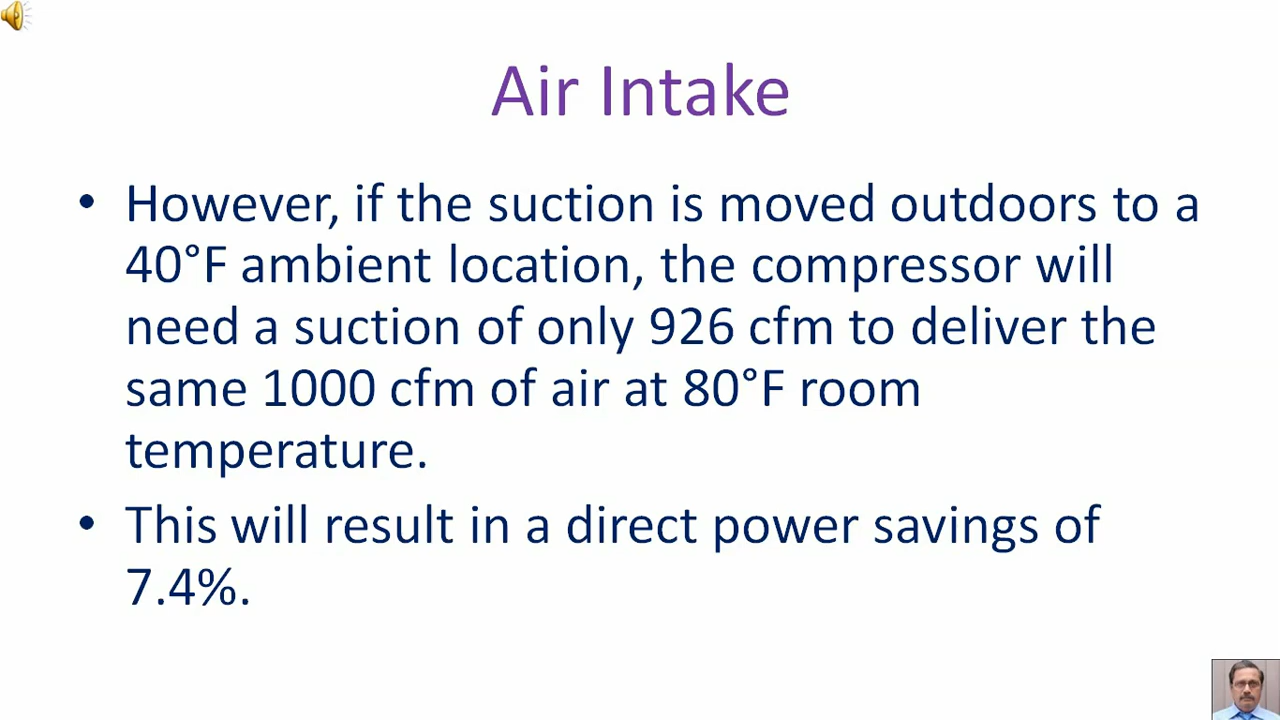 Air Intake
• However, if the suction is moved outdoors to a
40°F ambient location, the compressor will
need a suction of only 926 cfm to deliver the
same 1000 cfm of air at 80°F room
temperature.
• This will result in a direct power savings of
7.4%.